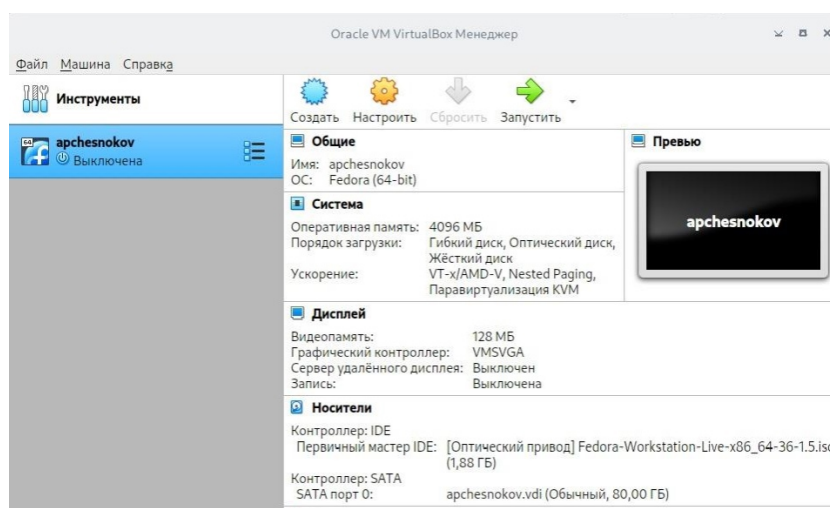 Oracle VM VirtualBox Менеджер
Файл Машина Справка
Инструменты
Создать Настроить Сбросить Запустить
64
apchesnokov
Выключена
Общие
Имя: apchesnokov
ОС: Fedora (64-bit)
Превью
apchesnokov
Система
Оперативная память: 4096 МБ
Порядок загрузки: Гибкий диск, Оптический диск,
Жёсткий диск
Ускорение: VT-x/AMD-V, Nested Paging,
Паравиртуализация KVM
Дисплей
Видеопамять: 128 МБ
Графический контроллер: VMSVGA
Сервер удалённого дисплея: Выключен
Запись: Выключена
Носители
Контроллер: IDE
Первичный мастер IDE: [Оптический привод] Fedora-Workstation-Live-x86_64-36-1.5.iso
(1,88 ГБ)
Контроллер: SATA
SATA порт 0: apchesnokov.vdi (Обычный, 80,00 ГБ)